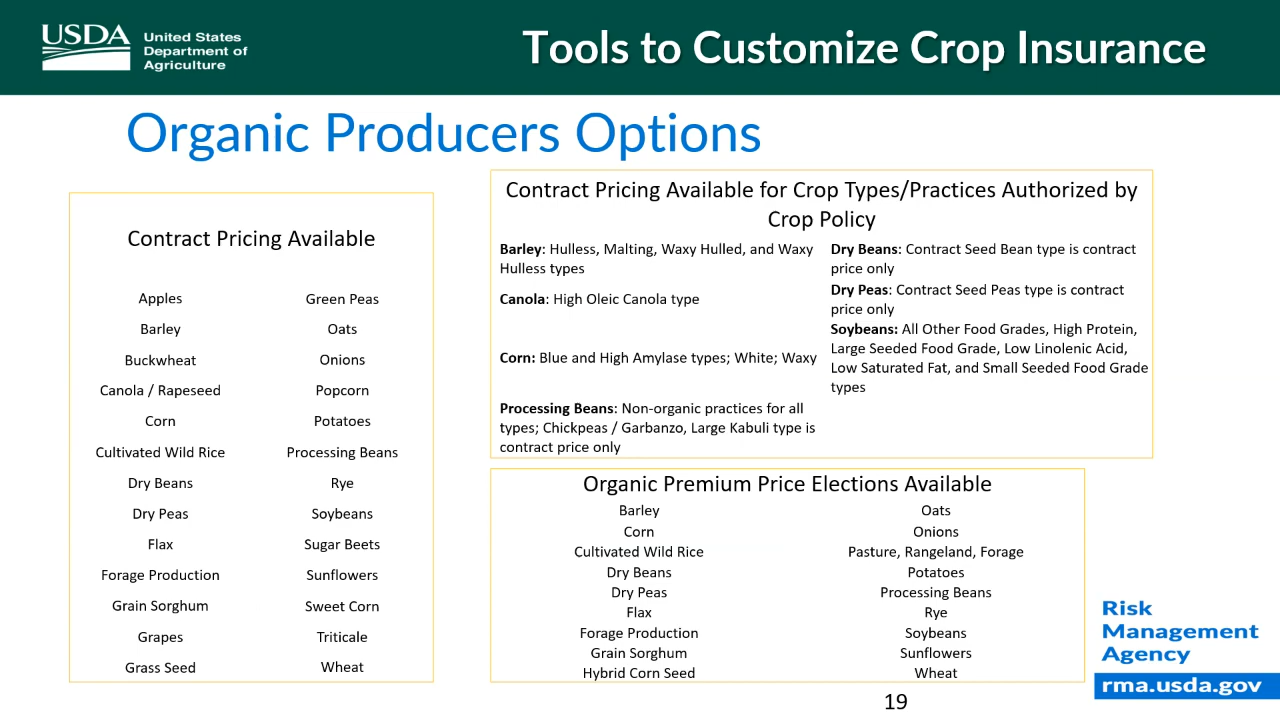 USDA
United States
Department of
Agriculture
Tools to Customize Crop Insurance
Organic Producers Options
Contract Pricing Available
Apples
Green Peas
Barley
Oats
Buckwheat
Onions
Canola / Rapeseed
Popcorn
Corn
Potatoes
Cultivated Wild Rice
Processing Beans
Dry Beans
Rye
Dry Peas
Soybeans
Flax
Sugar Beets
Forage Production
Sunflowers
Grain Sorghum
Sweet Corn
Grapes
Triticale
Grass Seed
Wheat
Contract Pricing Available for Crop Types/Practices Authorized by
Crop Policy
Barley: Hulless, Malting, Waxy Hulled, and Waxy
Hulless types
Canola: High Oleic Canola type
Corn: Blue and High Amylase types; White; Waxy
Processing Beans: Non-organic practices for all
types; Chickpeas / Garbanzo, Large Kabuli type is
contract price only
Dry Beans: Contract Seed Bean type is contract
price only
Dry Peas: Contract Seed Peas type is contract
price only
Soybeans: All Other Food Grades, High Protein,
Large Seeded Food Grade, Low Linolenic Acid,
Low Saturated Fat, and Small Seeded Food Grade
types
Organic Premium Price Elections Available
Barley
Oats
Corn
Onions
Cultivated Wild Rice
Pasture, Rangeland, Forage
Dry Beans
Potatoes
Dry Peas
Processing Beans
Flax
Rye
Forage Production
Soybeans
Grain Sorghum
Sunflowers
Hybrid Corn Seed
Wheat
Risk
Management
Agency
rma.usda.gov
19